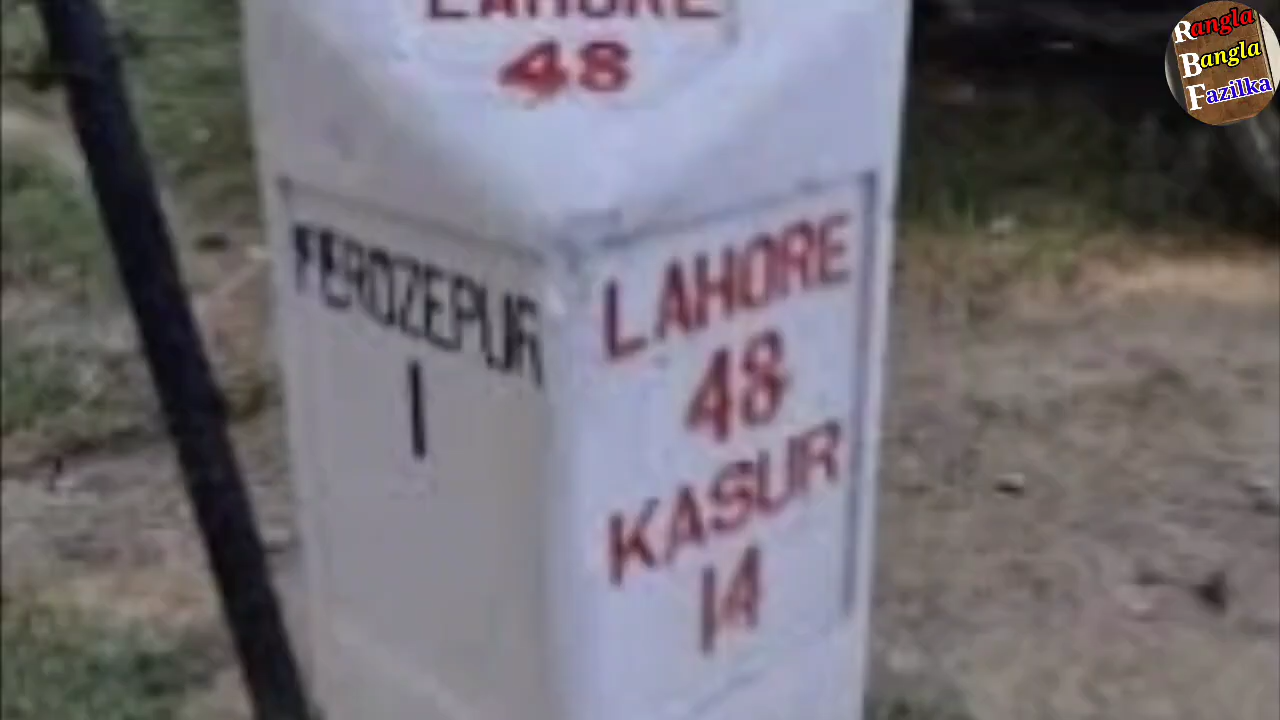 LAHORE
48
FEROZEPUR
1
LAHORE
48
KASUR
14
Rangla
Bangla
Fazilka